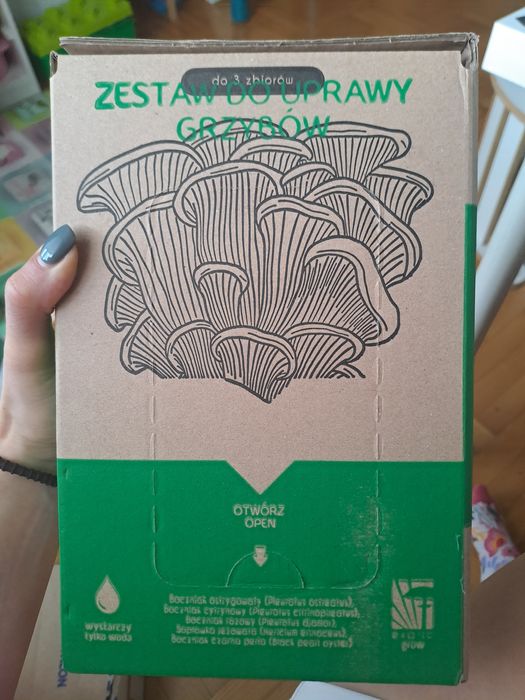 do 3 zbiorów
ZESTAW DO UPRAWY
GRZYBÓW
OTWÓRZ
OPEN
wystarczy
tylko woda
Boczniak ostrygowaty (Pleurotus ostreatus),
Boczniak cytrynowy (Pleurotus citrinopileatus),
Boczniak różowy (Pleurotus djamor),
Soplówka jeżowata (Hericium erinaceus),
Boczniak czarna perła (Black pearl oyster)
grow